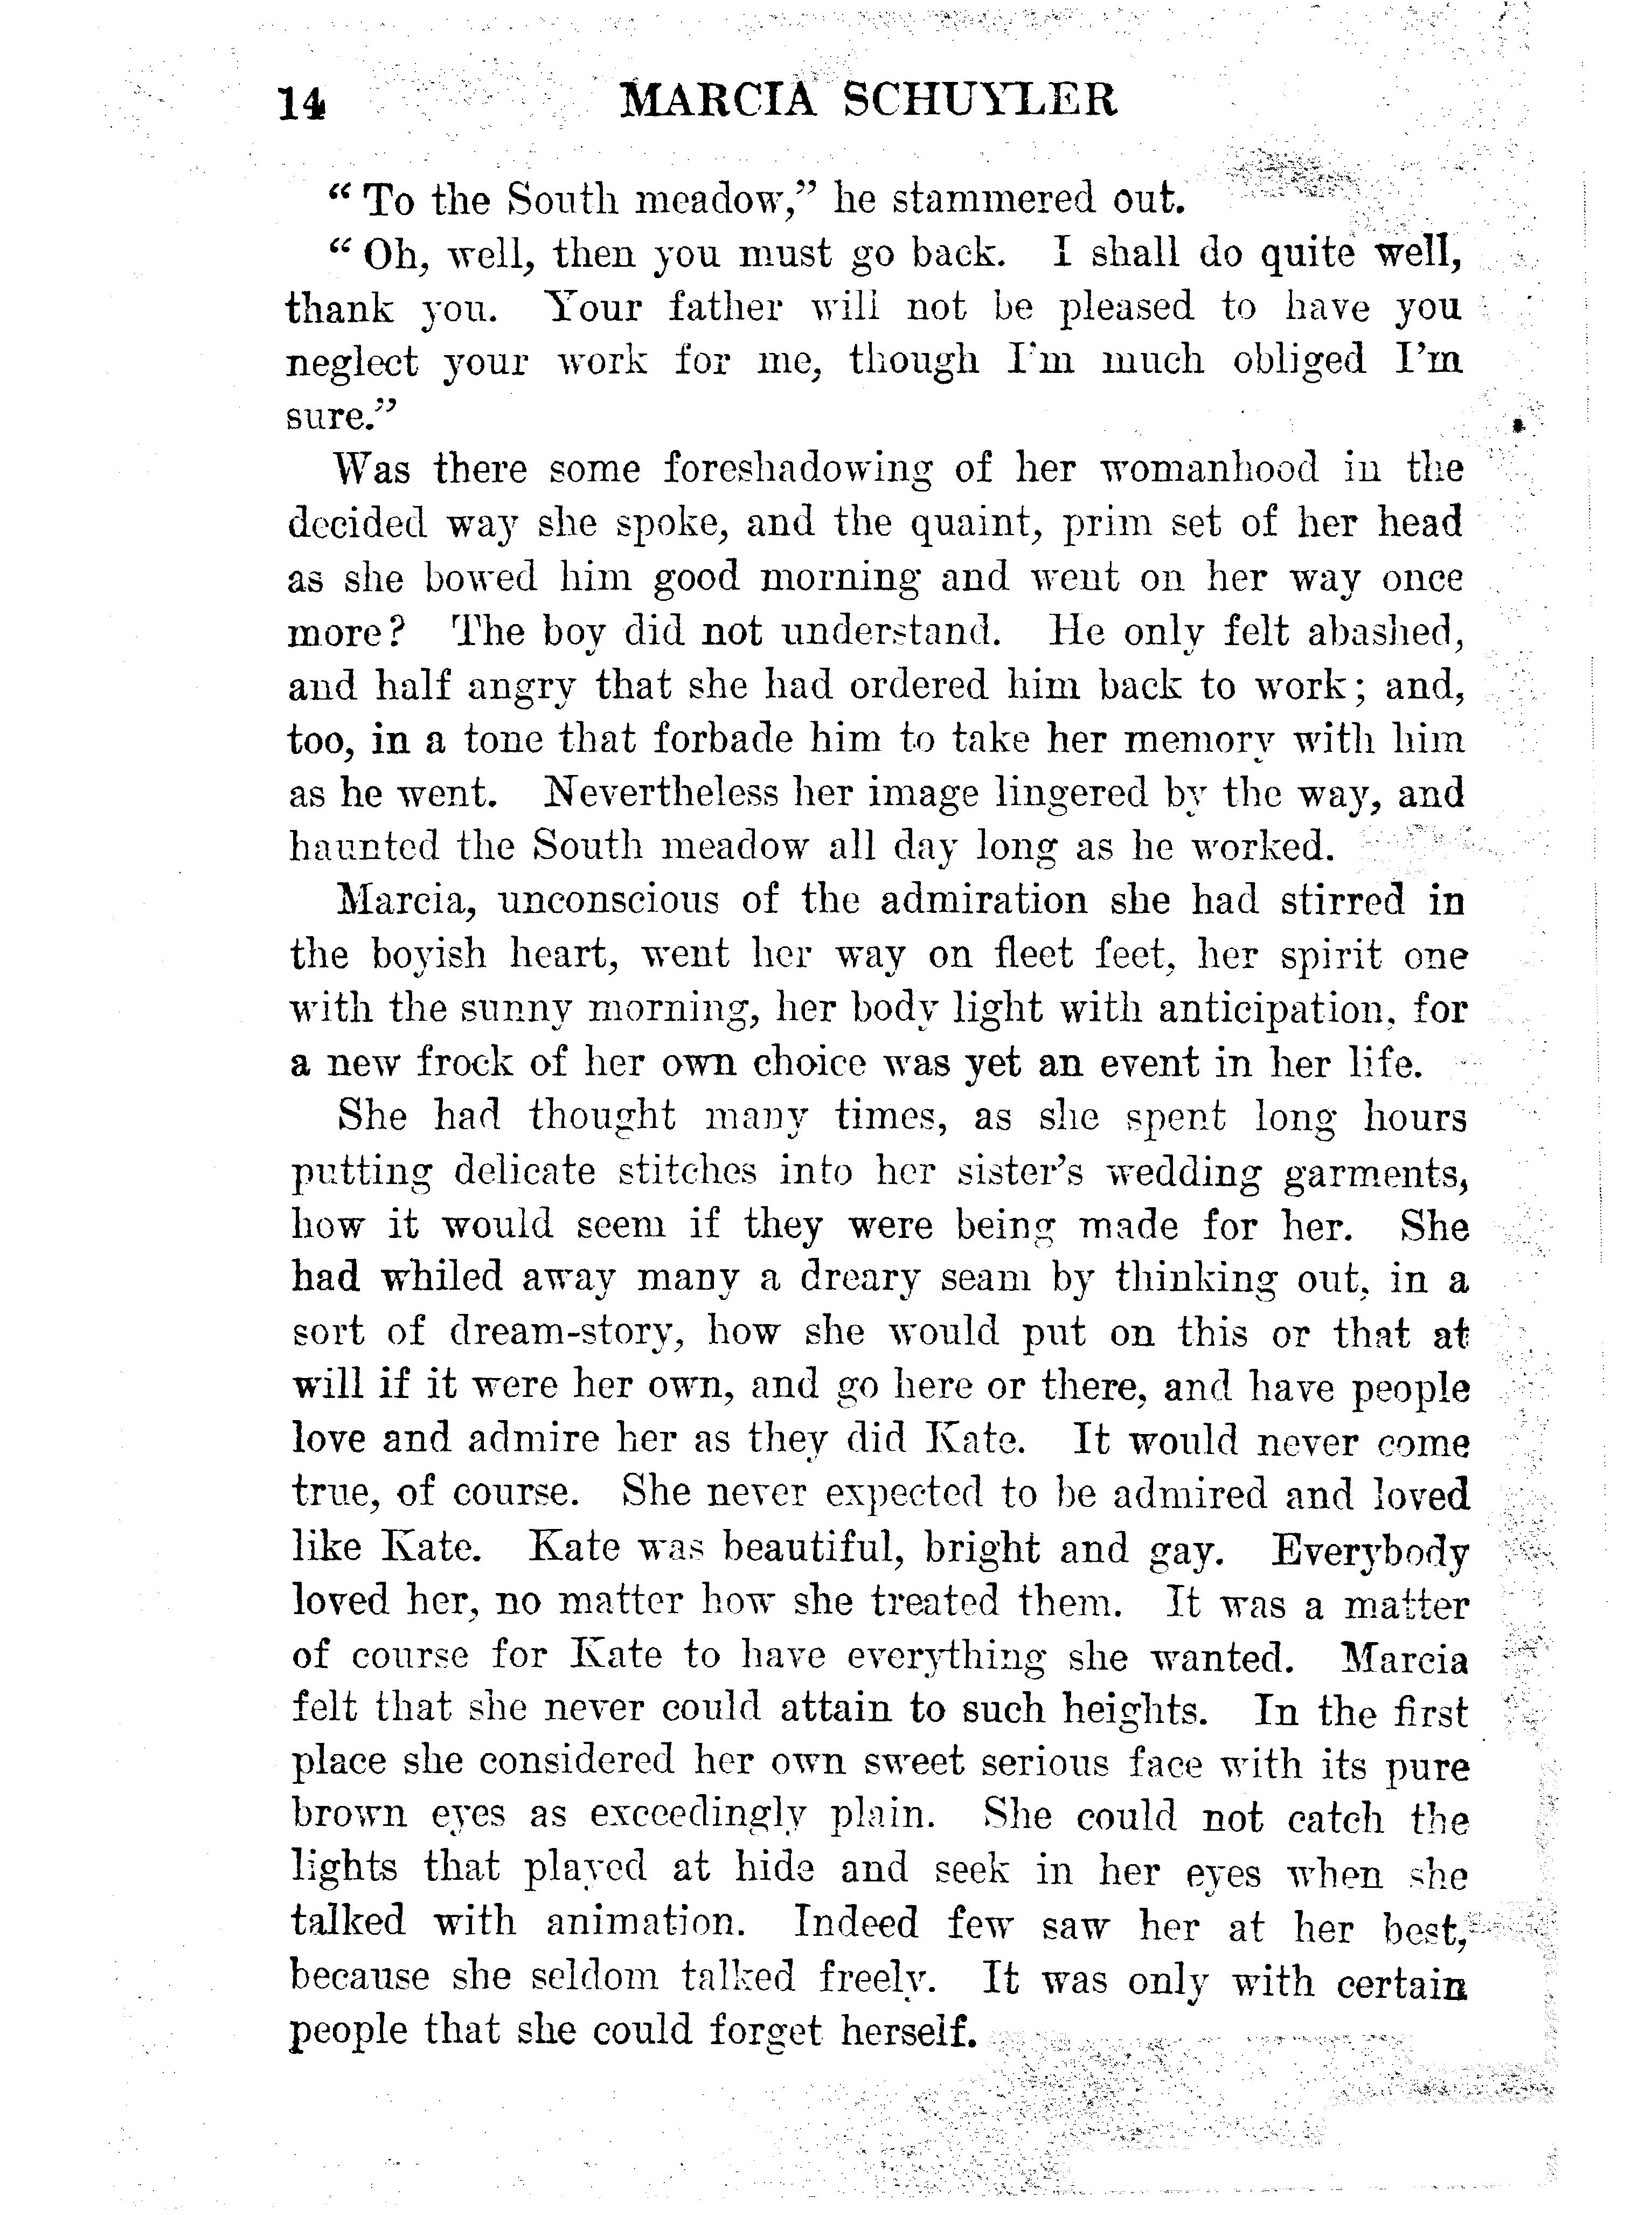 14 MARCIA SCHUYLER
“To the South meadow,” he stammered out.
“Oh, well, then you must go back. I shall do quite well,
thank you. Your father will not be pleased to have you
neglect your work for me, though I'm much obliged I'm
sure.”
Was there some foreshadowing of her womanhood in the
decided way she spoke, and the quaint, prim set of her head
as she bowed him good morning and went on her way once
more? The boy did not understand. He only felt abashed,
and half angry that she had ordered him back to work; and,
too, in a tone that forbade him to take her memory with him
as he went. Nevertheless her image lingered by the way, and
haunted the South meadow all day long as he worked.
Marcia, unconscious of the admiration she had stirred in
the boyish heart, went her way on fleet feet, her spirit one
with the sunny morning, her body light with anticipation, for
a new frock of her own choice was yet an event in her life.
She had thought many times, as she spent long hours
putting delicate stitches into her sister's wedding garments,
how it would seem if they were being made for her. She
had whiled away many a dreary seam by thinking out, in a
sort of dream-story, how she would put on this or that at
will if it were her own, and go here or there, and have people
love and admire her as they did Kate. It would never come
true, of course. She never expected to be admired and loved
like Kate. Kate was beautiful, bright and gay. Everybody
loved her, no matter how she treated them. It was a matter
of course for Kate to have everything she wanted. Marcia
felt that she never could attain to such heights. In the first
place she considered her own sweet serious face with its pure
brown eyes as exceedingly plain. She could not catch the
lights that played at hide and seek in her eyes when she
talked with animation. Indeed few saw her at her best,
because she seldom talked freely. It was only with certain
people that she could forget herself.